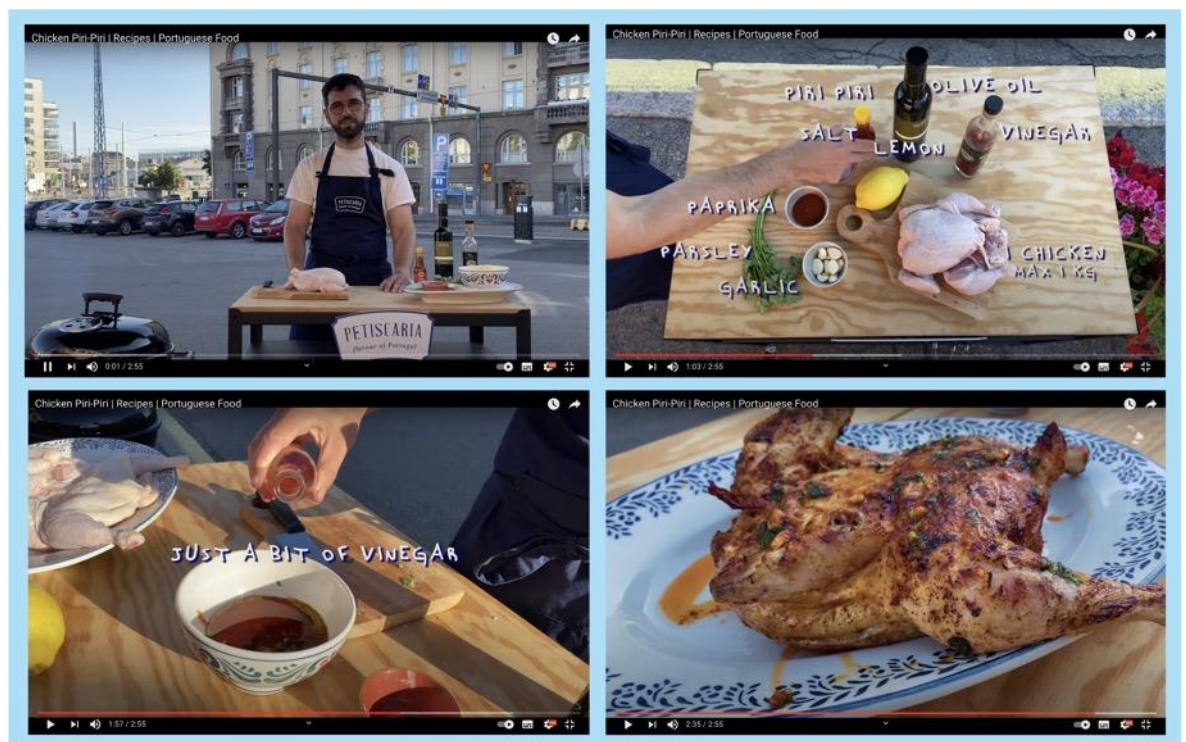 Chicken Piri-Piri | Recipes | Portuguese Food
PETISCARIA
PETISCARIA
flavour of Portugal
0:01 / 2:55
Chicken Piri-Piri | Recipes | Portuguese Food
PIRI PIRI
OLIVE OIL
SALT
LEMON
VINEGAR
PAPRIKA
PARSLEY
GARLIC
1 CHICKEN
MAX 1 KG
1:03 / 2:55
Chicken Piri-Piri | Recipes | Portuguese Food
JUST A BIT OF VINEGAR
1:57 / 2:55
Chicken Piri-Piri | Recipes | Portuguese Food
2:35 / 2:55